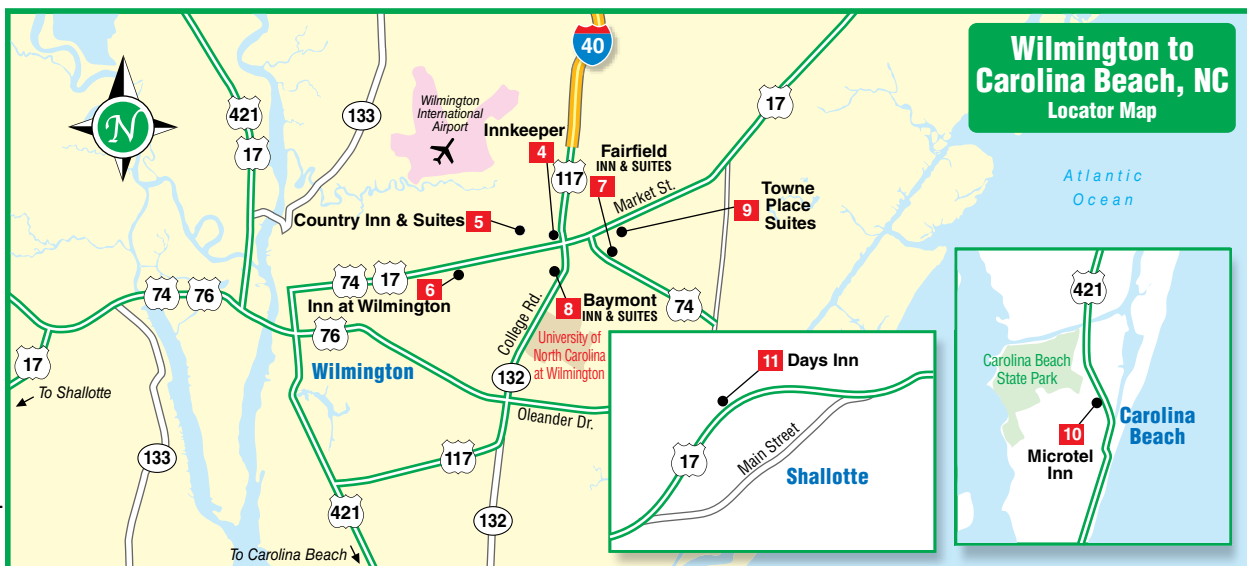 Wilmington to
Carolina Beach, NC
Locator Map
40
17
421
17
133
Wilmington
International
Airport
Innkeeper
4
117
Fairfield
INN & SUITES
7
Market St.
Towne
Place
Suites
9
Atlantic
Ocean
N
Country Inn & Suites
5
74
17
6
Inn at Wilmington
8
Baymont
INN & SUITES
74
74
76
76
17
To Shallotte
Wilmington
College Rd.
University of
North Carolina
at Wilmington
132
Oleander Dr.
133
117
421
132
To Carolina Beach
11
Days Inn
17
Main Street
Shallotte
421
Carolina Beach
State Park
10
Microtel
Inn
Carolina
Beach